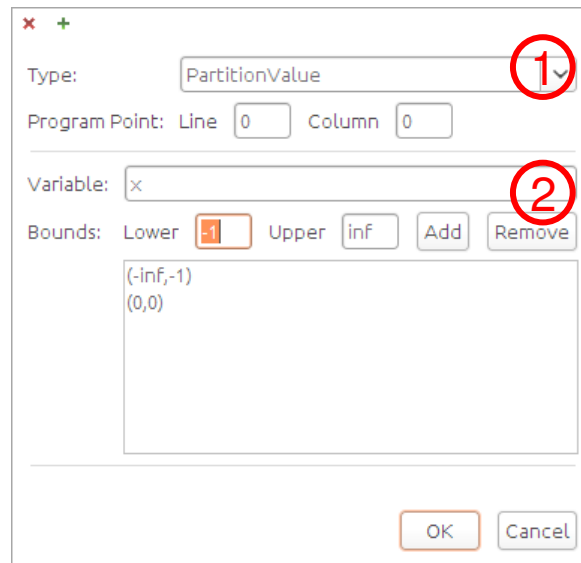 Type: PartitionValue 1
Program Point: Line 0 Column 0
Variable: x 2
Bounds: Lower -1 Upper inf Add Remove
(-inf,-1)
(0,0)
OK Cancel